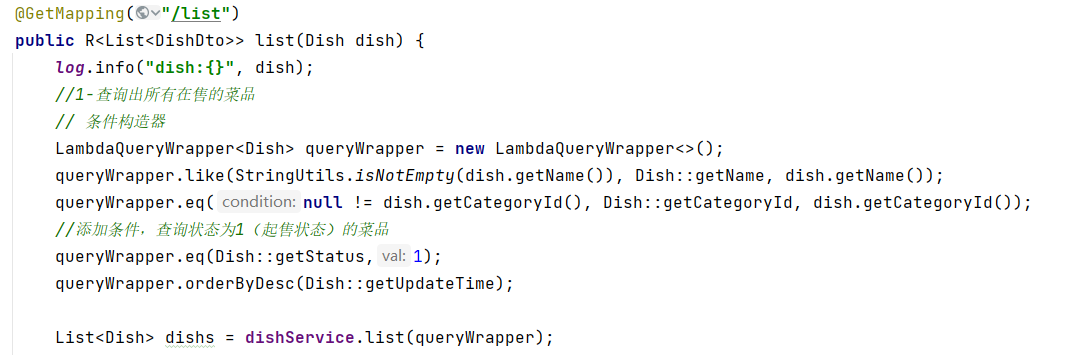 @GetMapping("/list")
public R<List<DishDto>> list(Dish dish) {
log.info("dish:{}", dish);
//1-查询出所有在售的菜品
// 条件构造器
LambdaQueryWrapper<Dish> queryWrapper = new LambdaQueryWrapper<>();
queryWrapper.like(StringUtils.isNotEmpty(dish.getName()), Dish::getName, dish.getName());
queryWrapper.eq( condition: null != dish.getCategoryId(), Dish::getCategoryId, dish.getCategoryId());
//添加条件，查询状态为1（起售状态）的菜品
queryWrapper.eq(Dish::getStatus, val: 1);
queryWrapper.orderByDesc(Dish::getUpdateTime);
List<Dish> dishs = dishService.list(queryWrapper);